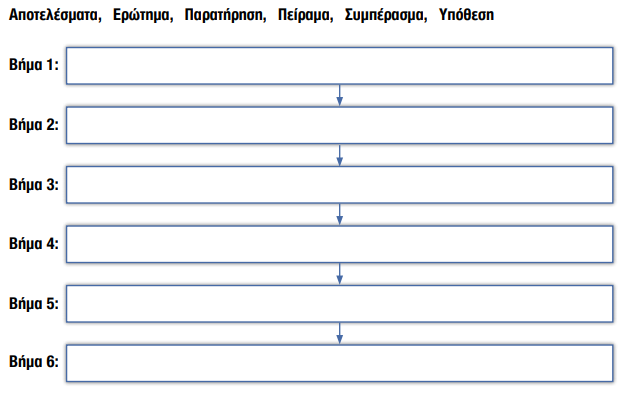 Αποτελέσματα, Ερώτημα, Παρατήρηση, Πείραμα, Συμπέρασμα, Υπόθεση
Βήμα 1:
Βήμα 2:
Βήμα 3:
Βήμα 4:
Βήμα 5:
Βήμα 6: